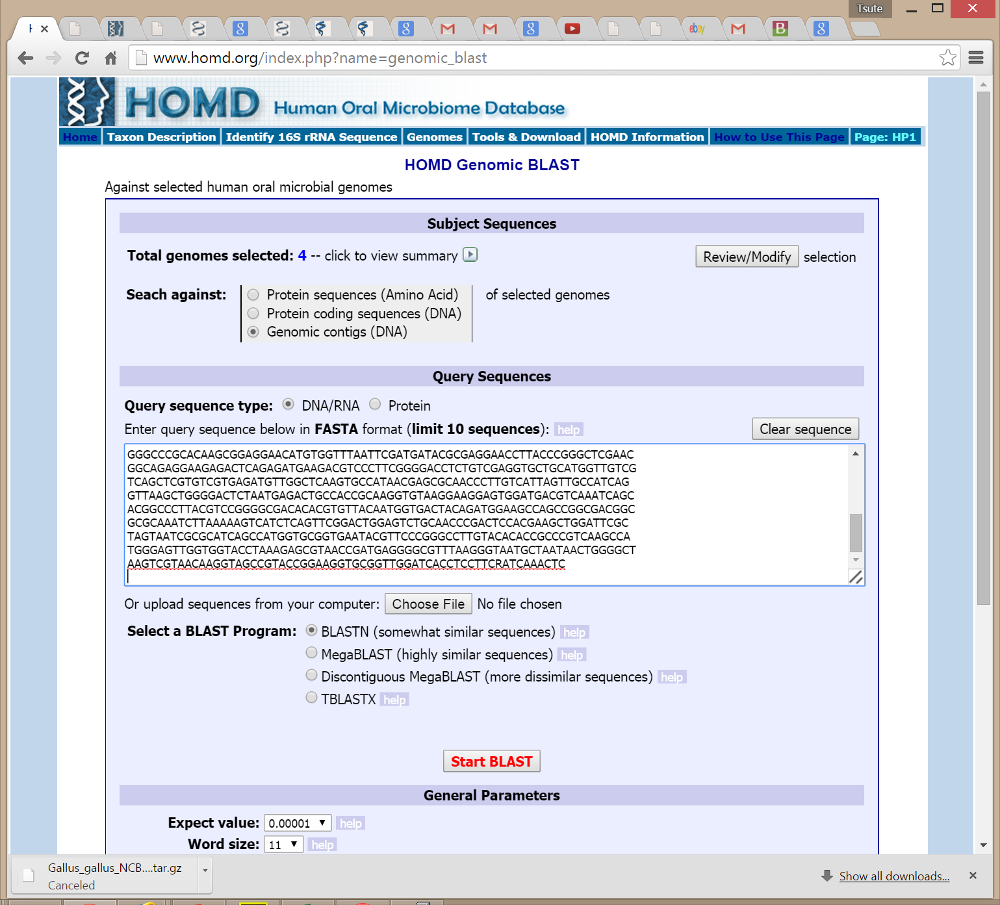 Tsute
www.homd.org/index.php?name=genomic_blast
HOMD Human Oral Microbiome Database
Home Taxon Description Identify 16S rRNA Sequence Genomes Tools & Download HOMD Information How to Use This Page Page: HP1
HOMD Genomic BLAST
Against selected human oral microbial genomes
Subject Sequences
Total genomes selected: 4 -- click to view summary Review/Modify selection
Seach against: Protein sequences (Amino Acid) of selected genomes
Protein coding sequences (DNA)
Genomic contigs (DNA)
Query Sequences
Query sequence type: DNA/RNA Protein
Enter query sequence below in FASTA format (limit 10 sequences): help Clear sequence
GGGCCCGCACAAGCGGAGGAACATGTGGTTTAATTCGATGATACGCGAGGAACCTTACCCGGGCTCGAAC
GGCAGAGGAAGAGACTCAGAGATGAAGACGTCCCTTCGGGGACCTCTGTCGAGGTGCTGCATGGTTGTCG
TCAGCTCGTGTCGTGAGATGTTGGCTCAAGTGCCATAACGAGCGCAACCCTTGTCATTAGTTGCCATCAG
GTTAAGCTGGGGACTCTAATGAGACTGCCACCGCAAGGTGTAAGGAAGGAGTGGATGACGTCAAATCAGC
ACGGCCCTTACGTCCGGGGCGACACACGTGTTACAATGGTGACTACAGATGGAAGCCAGCCGGCGACGGC
GCGCAAATCTTAAAAAGTCATCTCAGTTCGGACTGGAGTCTGCAACCCGACTCCACGAAGCTGGATTCGC
TAGTAATCGCGCATCAGCCATGGTGCGGTGAATACGTTCCCGGGCCTTGTACACACCGCCCGTCAAGCCA
TGGGAGTTGGTGGTACCTAAAGAGCGTAACCGATGAGGGGCGTTTAAGGGTAATGCTAATAACTGGGGCT
AAGTCGTAACAAGGTAGCCGTACCGGAAGGTGCGGTTGGATCACCTCCTTCRATCAAACTC
Or upload sequences from your computer: Choose File No file chosen
Select a BLAST Program: BLASTN (somewhat similar sequences) help
MegaBLAST (highly similar sequences) help
Discontiguous MegaBLAST (more dissimilar sequences) help
TBLASTX help
Start BLAST
General Parameters
Expect value: 0.00001 help
Word size: 11 help
Gallus_gallus_NCB....tar.gz
Canceled
Show all downloads...